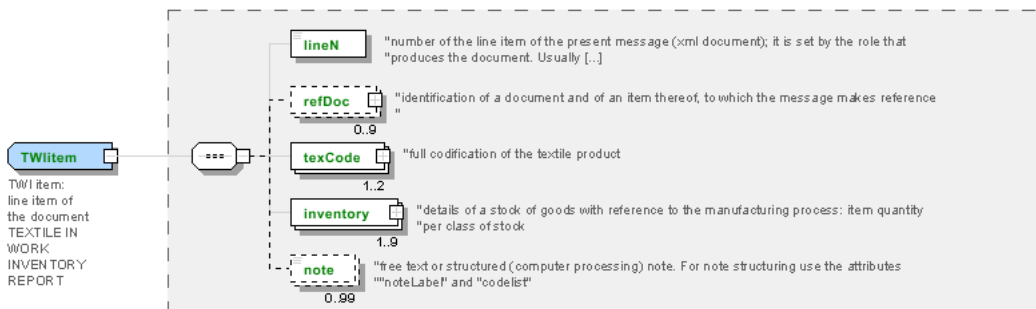 lineN
"number of the line item of the present message (xml document); it is set by the role that
"produces the document. Usually [...]
refDoc
"identification of a document and of an item thereof, to which the message makes reference
"
0..9
TWIitem
texCode
"full codification of the textile product
1..2
TWI item:
line item of
the document
TEXTILE IN
WORK
INVENTORY
REPORT
inventory
"details of a stock of goods with reference to the manufacturing process: item quantity
"per class of stock
1..9
note
"free text or structured (computer processing) note. For note structuring use the attributes
""noteLabel" and "codelist"
0..99